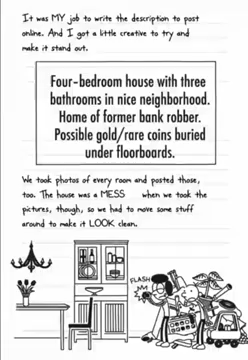 It was MY job to write the description to post
online. And I got a little creative to try and
make it stand out.
Four-bedroom house with three
bathrooms in nice neighborhood.
Home of former bank robber.
Possible gold/rare coins buried
under floorboards.
We took photos of every room and posted those,
too. The house was a MESS when we took the
pictures, though, so we had to move some stuff
around to make it LOOK clean.
FLASH